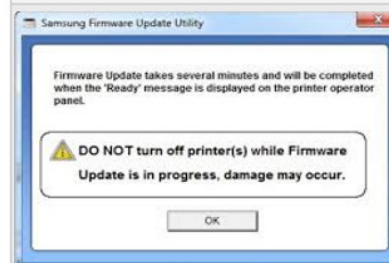 Samsung Firmware Update Utility
Firmware Update takes several minutes and will be completed
when the 'Ready' message is displayed on the printer operator
panel.
DO NOT turn off printer(s) while Firmware
Update is in progress, damage may occur.
OK